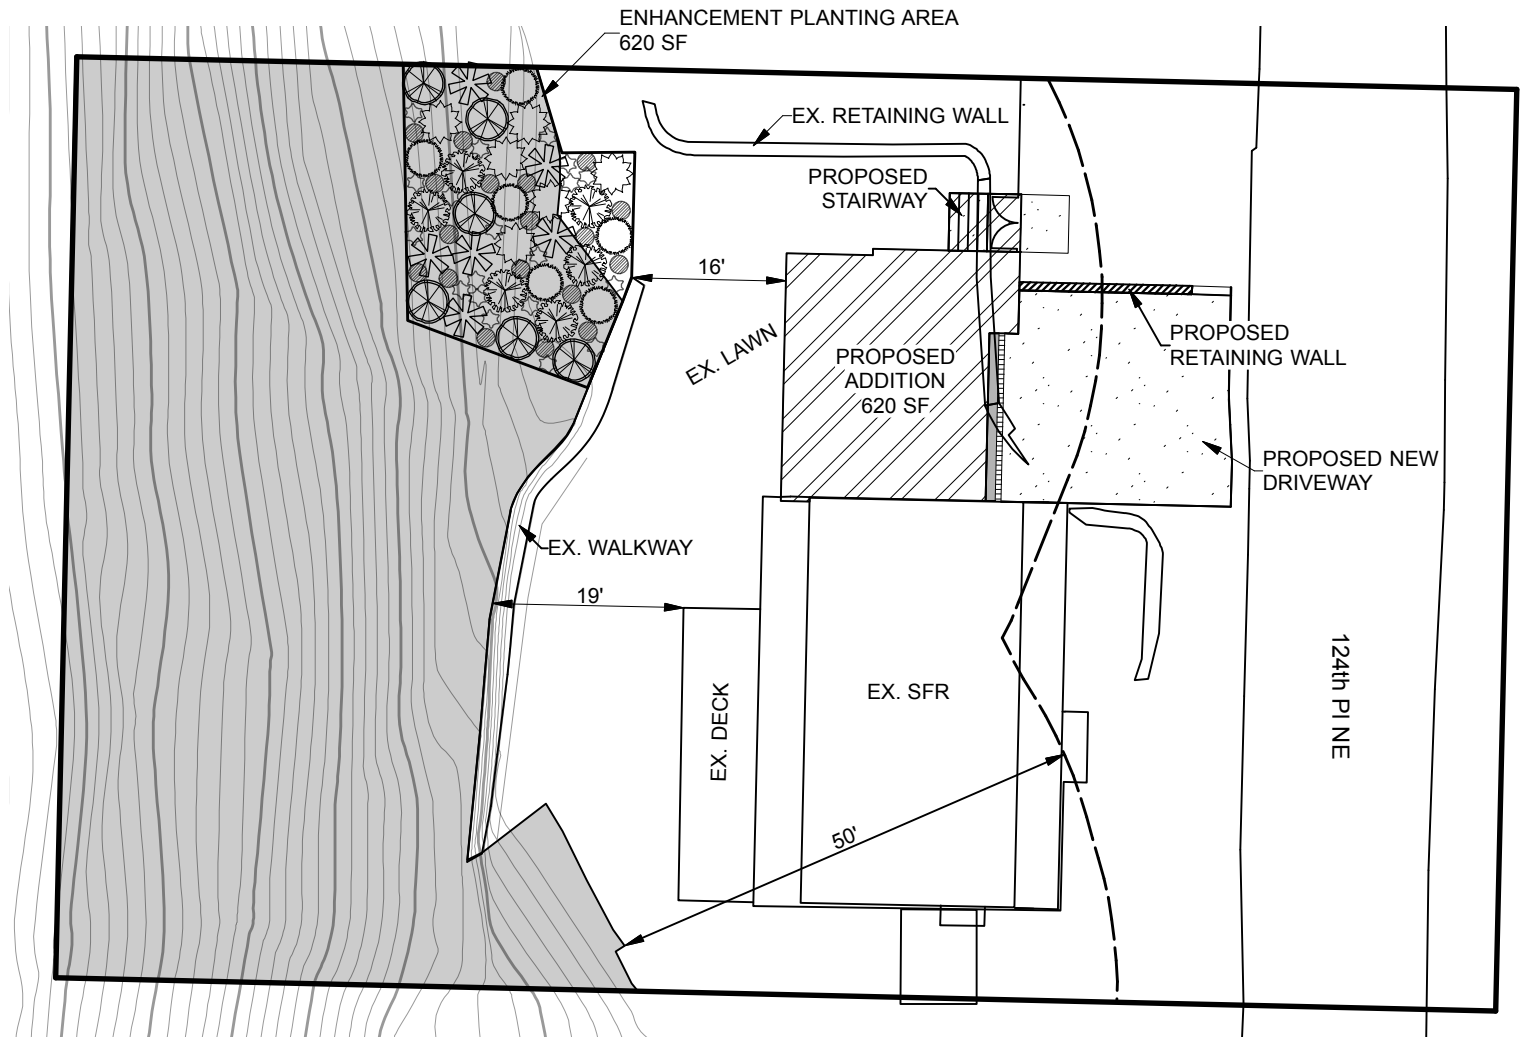 ENHANCEMENT PLANTING AREA
620 SF
EX. RETAINING WALL
PROPOSED
STAIRWAY
16'
EX. LAWN
PROPOSED
ADDITION
620 SF
PROPOSED
RETAINING WALL
PROPOSED NEW
DRIVEWAY
EX. WALKWAY
19'
EX. DECK
EX. SFR
50'
124th Pl NE